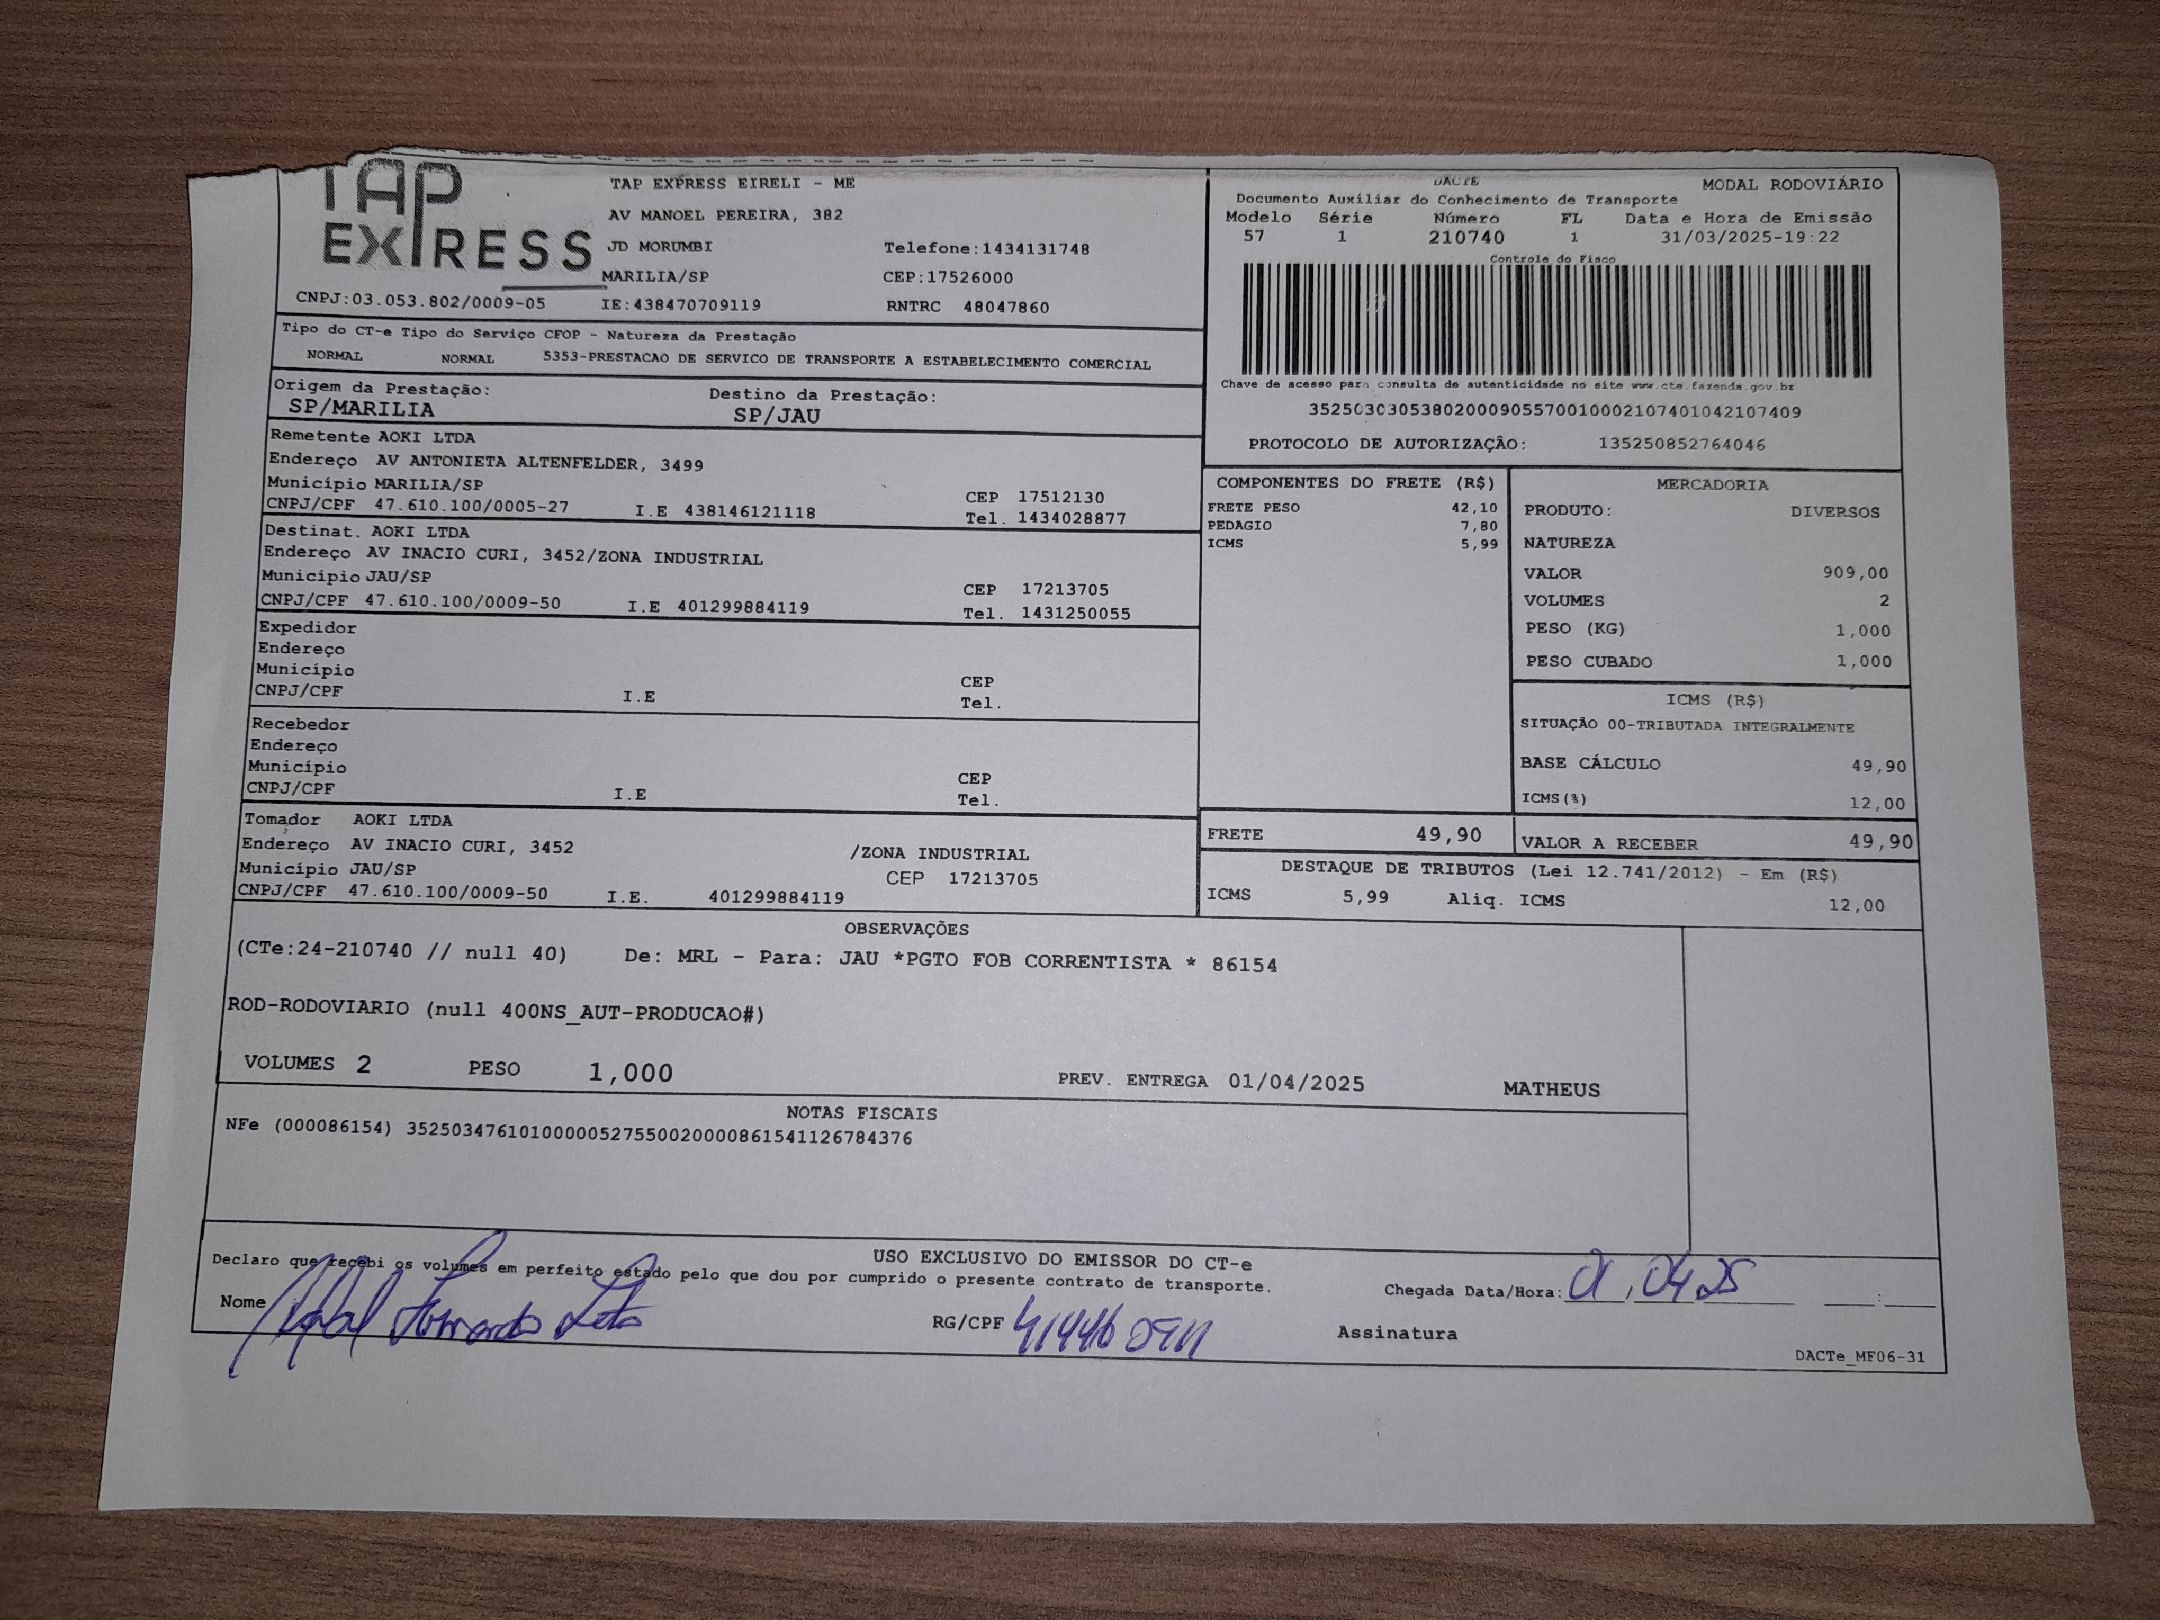 TAP
EXPRESS
TAP EXPRESS EIRELI - ME
AV MANOEL PEREIRA, 382
JD MORUMBI Telefone:1434131748
MARILIA/SP CEP:17526000
CNPJ:03.053.802/0009-05 IE:438470709119 RNTRC 48047860
DACTE MODAL RODOVIÁRIO
Documento Auxiliar do Conhecimento de Transporte
Modelo Série Número FL Data e Hora de Emissão
57 1 210740 1 31/03/2025-19:22
Controle do Fisco
Chave de acesso para consulta de autenticidade no site www.cte.fazenda.gov.br
35250303053802000905570010002107401042107409
PROTOCOLO DE AUTORIZAÇÃO: 135250852764046
Tipo do CT-e Tipo do Serviço CFOP - Natureza da Prestação
NORMAL NORMAL 5353-PRESTACAO DE SERVICO DE TRANSPORTE A ESTABELECIMENTO COMERCIAL
Origem da Prestação: Destino da Prestação:
SP/MARILIA SP/JAU
Remetente AOKI LTDA
Endereço AV ANTONIETA ALTENFELDER, 3499
Município MARILIA/SP CEP 17512130
CNPJ/CPF 47.610.100/0005-27 I.E 438146121118 Tel. 1434028877
Destinat. AOKI LTDA
Endereço AV INACIO CURI, 3452/ZONA INDUSTRIAL
Município JAU/SP CEP 17213705
CNPJ/CPF 47.610.100/0009-50 I.E 401299884119 Tel. 1431250055
Expedidor
Endereço
Município CEP
CNPJ/CPF I.E Tel.
Recebedor
Endereço
Município CEP
CNPJ/CPF I.E Tel.
Tomador AOKI LTDA
Endereço AV INACIO CURI, 3452 /ZONA INDUSTRIAL
Município JAU/SP CEP 17213705
CNPJ/CPF 47.610.100/0009-50 I.E. 401299884119
COMPONENTES DO FRETE (R$)
FRETE PESO 42,10
PEDAGIO 7,80
ICMS 5,99
MERCADORIA
PRODUTO: DIVERSOS
NATUREZA
VALOR 909,00
VOLUMES 2
PESO (KG) 1,000
PESO CUBADO 1,000
ICMS (R$)
SITUAÇÃO 00-TRIBUTADA INTEGRALMENTE
BASE CÁLCULO 49,90
ICMS(%) 12,00
FRETE 49,90 VALOR A RECEBER 49,90
DESTAQUE DE TRIBUTOS (Lei 12.741/2012) - Em (R$)
ICMS 5,99 Aliq. ICMS 12,00
OBSERVAÇÕES
(CTe:24-210740 // null 40) De: MRL - Para: JAU *PGTO FOB CORRENTISTA * 86154
ROD-RODOVIARIO (null 400NS_AUT-PRODUCAO#)
VOLUMES 2 PESO 1,000 PREV. ENTREGA 01/04/2025 MATHEUS
NOTAS FISCAIS
NFe (000086154) 35250347610100000527550020000861541126784376
USO EXCLUSIVO DO EMISSOR DO CT-e
Declaro que recebi os volumes em perfeito estado pelo que dou por cumprido o presente contrato de transporte.
Chegada Data/Hora: 01,04 25 :
Nome RG/CPF Assinatura
DACTe_MF06-31